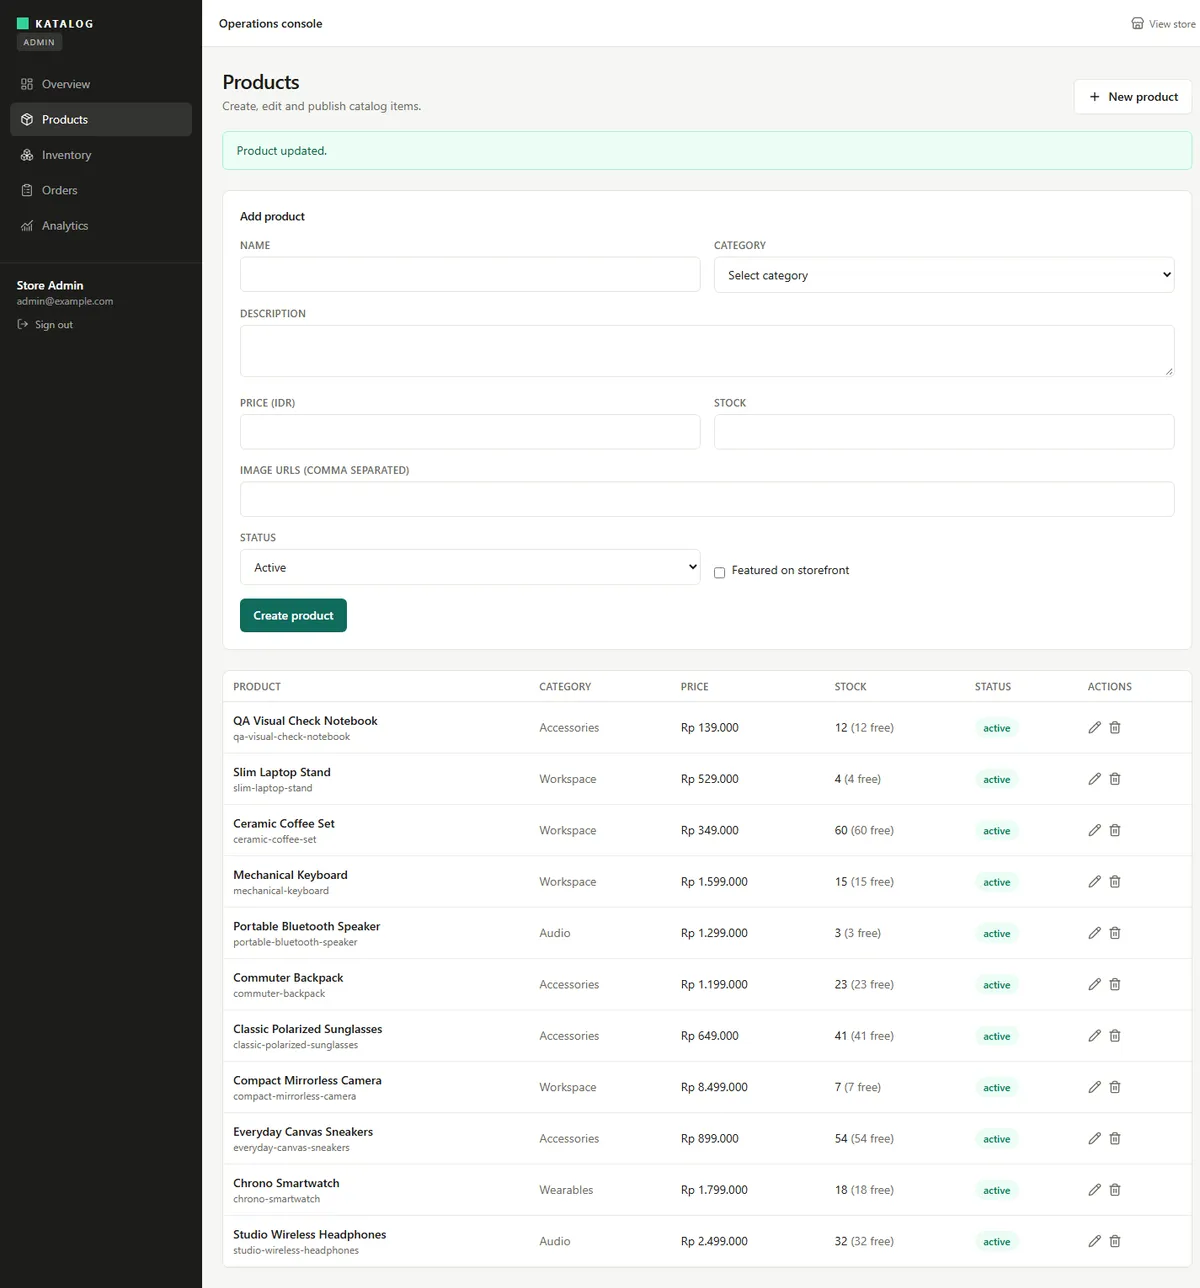 KATALOG
ADMIN
Overview
Products
Inventory
Orders
Analytics
Store Admin
admin@example.com
Sign out
Operations console
View store
Products
Create, edit and publish catalog items.
New product
Product updated.
Add product
NAME
CATEGORY
Select category
DESCRIPTION
PRICE (IDR)
STOCK
IMAGE URLS (COMMA SEPARATED)
STATUS
Active
Featured on storefront
Create product
PRODUCT CATEGORY PRICE STOCK STATUS ACTIONS
QA Visual Check Notebook
qa-visual-check-notebook
Accessories Rp 139.000 12 (12 free) active
Slim Laptop Stand
slim-laptop-stand
Workspace Rp 529.000 4 (4 free) active
Ceramic Coffee Set
ceramic-coffee-set
Workspace Rp 349.000 60 (60 free) active
Mechanical Keyboard
mechanical-keyboard
Workspace Rp 1.599.000 15 (15 free) active
Portable Bluetooth Speaker
portable-bluetooth-speaker
Audio Rp 1.299.000 3 (3 free) active
Commuter Backpack
commuter-backpack
Accessories Rp 1.199.000 23 (23 free) active
Classic Polarized Sunglasses
classic-polarized-sunglasses
Accessories Rp 649.000 41 (41 free) active
Compact Mirrorless Camera
compact-mirrorless-camera
Workspace Rp 8.499.000 7 (7 free) active
Everyday Canvas Sneakers
everyday-canvas-sneakers
Accessories Rp 899.000 54 (54 free) active
Chrono Smartwatch
chrono-smartwatch
Wearables Rp 1.799.000 18 (18 free) active
Studio Wireless Headphones
studio-wireless-headphones
Audio Rp 2.499.000 32 (32 free) active